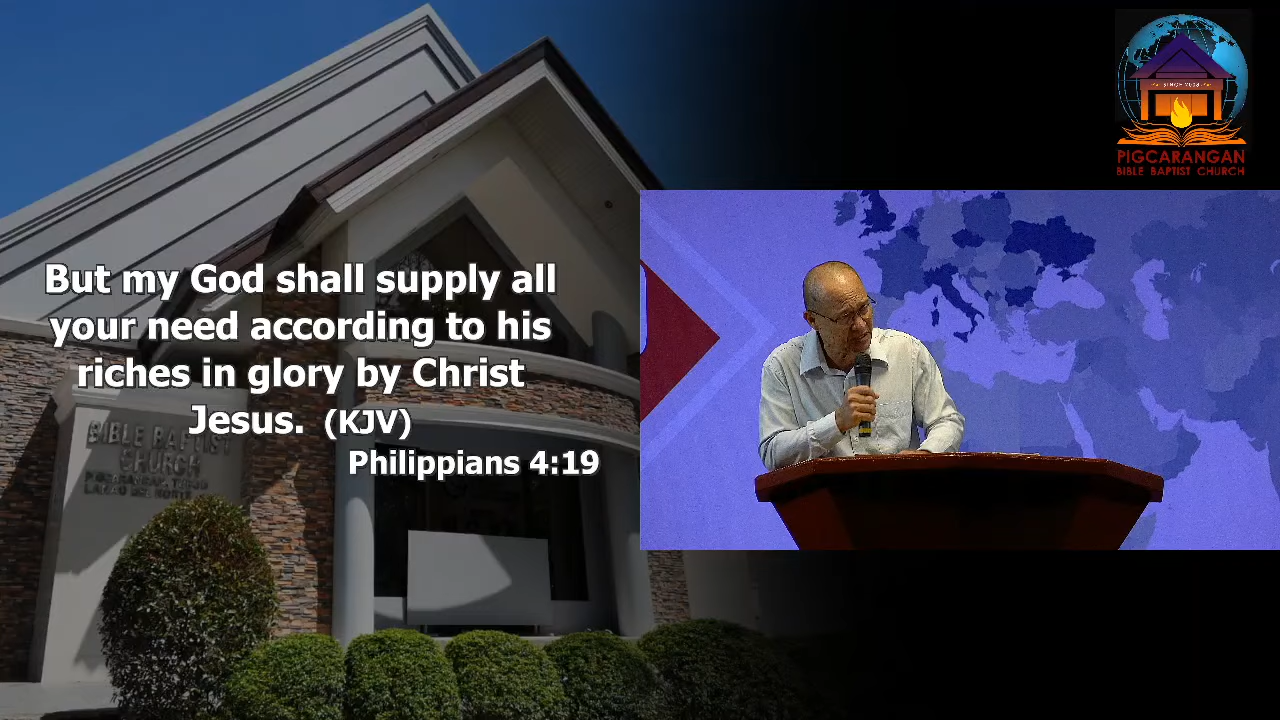 But my God shall supply all
your need according to his
riches in glory by Christ
Jesus. (KJV)
Philippians 4:19
BIBLE BAPTIST
CHURCH
PIGCARANGAN
BIBLE BAPTIST CHURCH